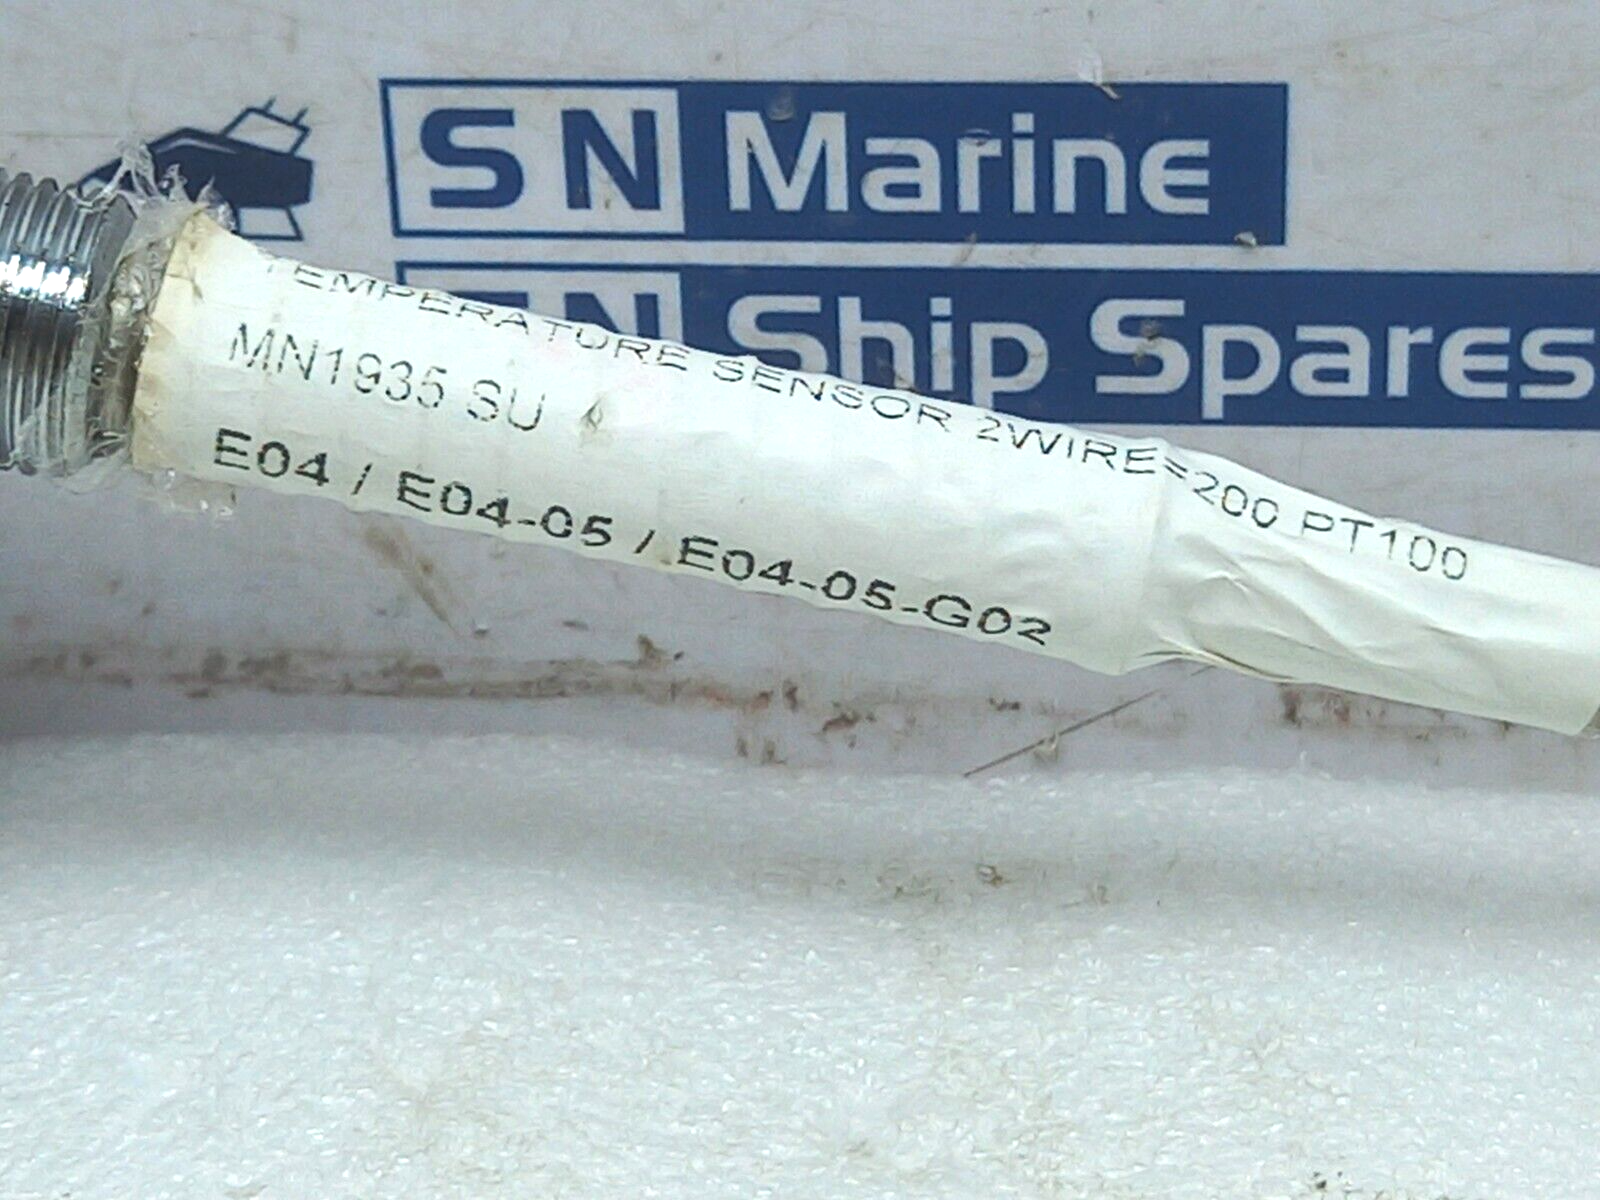 SN Marine
SN Ship Spares
TEMPERATURE SENSOR 2WIRE=200 PT100
MN1935 SU
E04 / E04-05 / E04-05-G02